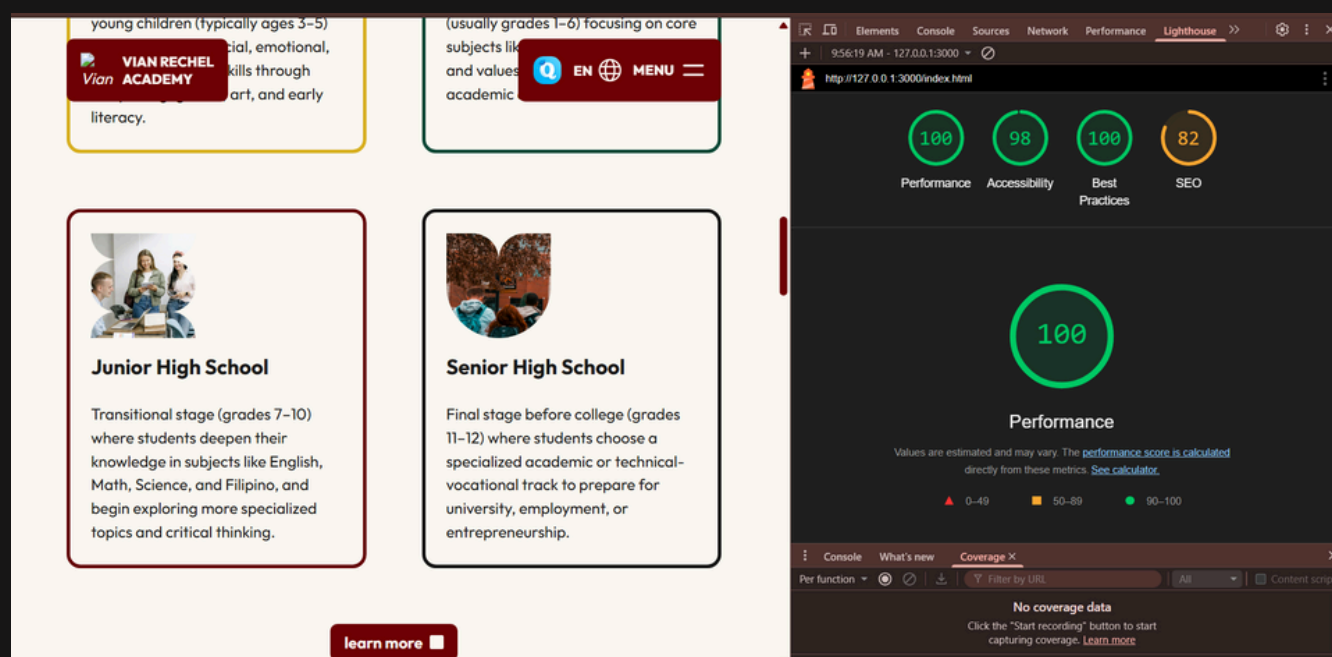 young children (typically ages 3–5)
cial, emotional,
kills through
art, and early
literacy.
(usually grades 1–6) focusing on core
subjects lik
and values
academic
Vian
VIAN RECHEL
ACADEMY
Q
EN
MENU
Junior High School
Transitional stage (grades 7–10)
where students deepen their
knowledge in subjects like English,
Math, Science, and Filipino, and
begin exploring more specialized
topics and critical thinking.
Senior High School
Final stage before college (grades
11–12) where students choose a
specialized academic or technical-
vocational track to prepare for
university, employment, or
entrepreneurship.
learn more
Elements Console Sources Network Performance Lighthouse
9:56:19 AM - 127.0.0.1:3000
http://127.0.0.1:3000/index.html
100 98 100 82
Performance Accessibility Best Practices SEO
100
Performance
Values are estimated and may vary. The performance score is calculated
directly from these metrics. See calculator.
0–49 50–89 90–100
Console What's new Coverage
Per function Filter by URL All Content scrip
No coverage data
Click the "Start recording" button to start
capturing coverage. Learn more